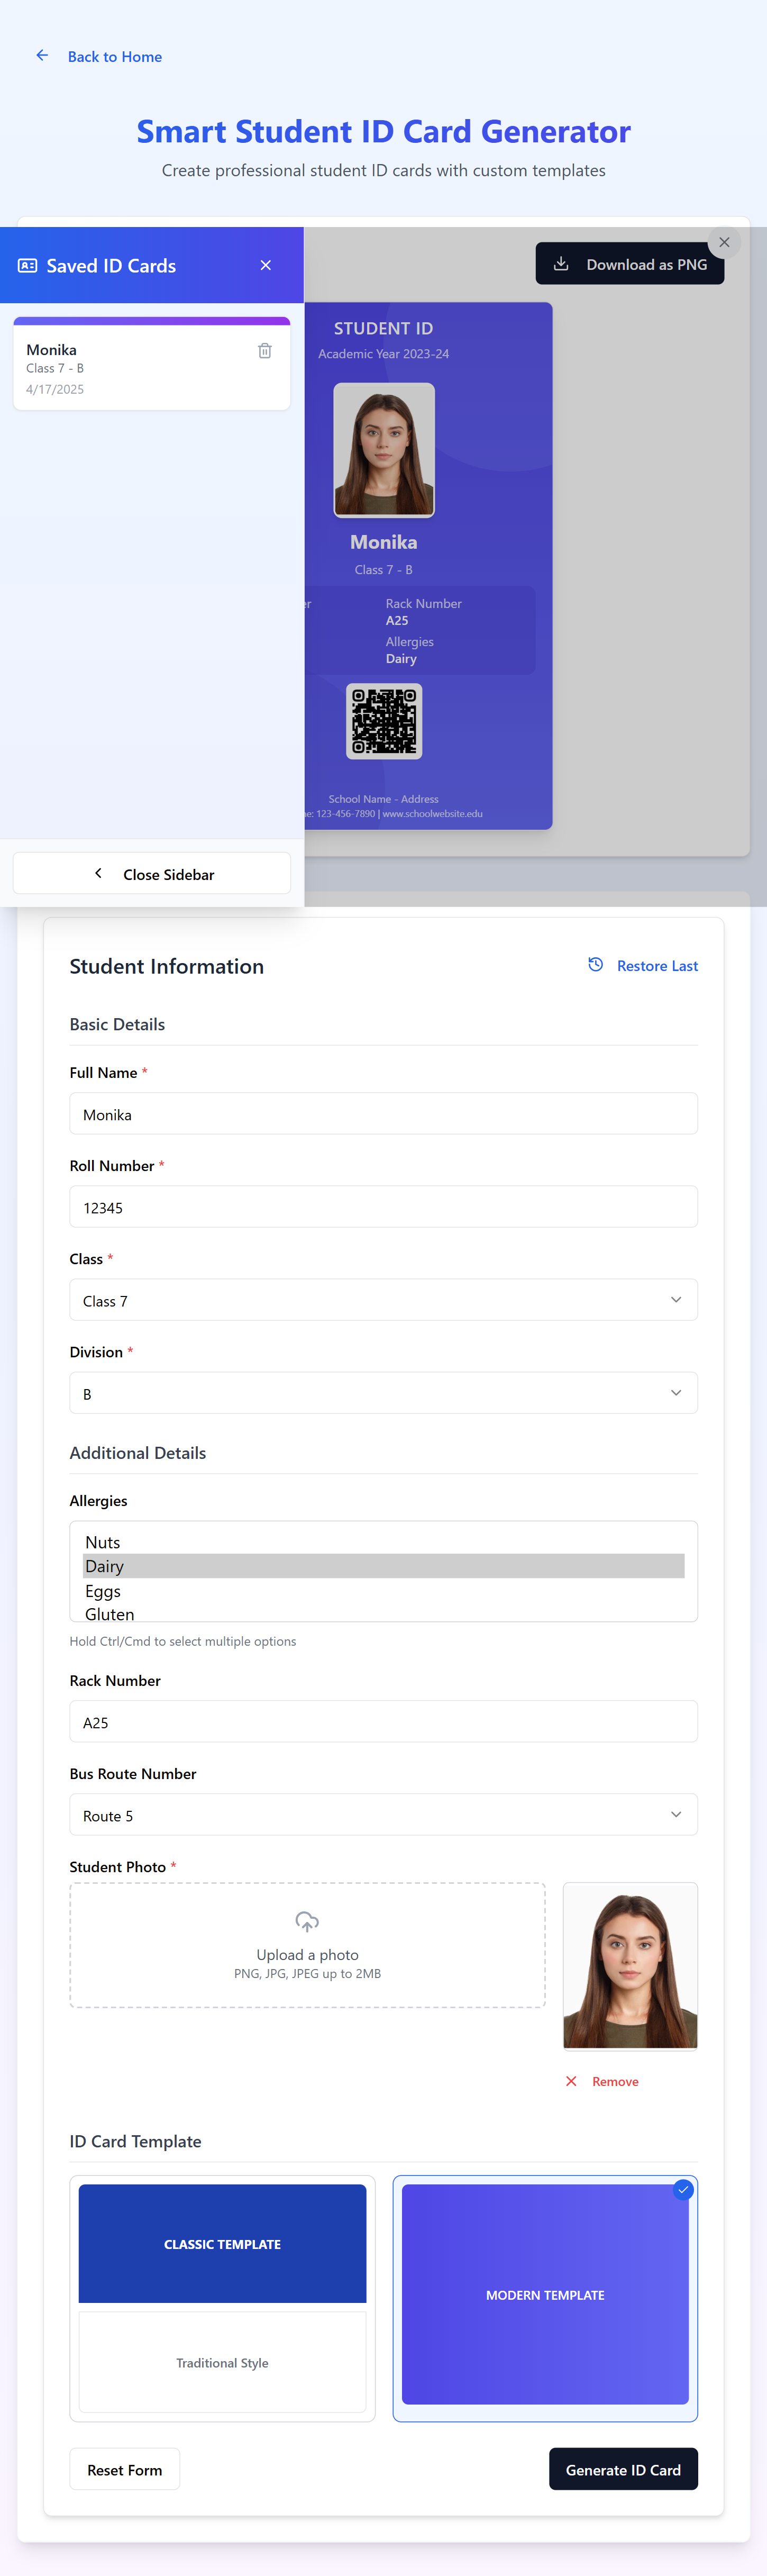 Back to Home
Smart Student ID Card Generator
Create professional student ID cards with custom templates
Saved ID Cards
Monika
Class 7 - B
4/17/2025
Close Sidebar
Download as PNG
STUDENT ID
Academic Year 2023-24
Monika
Class 7 - B
Rack Number
A25
Allergies
Dairy
School Name - Address
123-456-7890 | www.schoolwebsite.edu
Student Information
Restore Last
Basic Details
Full Name *
Monika
Roll Number *
12345
Class *
Class 7
Division *
B
Additional Details
Allergies
Nuts
Dairy
Eggs
Gluten
Hold Ctrl/Cmd to select multiple options
Rack Number
A25
Bus Route Number
Route 5
Student Photo *
Upload a photo
PNG, JPG, JPEG up to 2MB
Remove
ID Card Template
CLASSIC TEMPLATE
Traditional Style
MODERN TEMPLATE
Reset Form
Generate ID Card